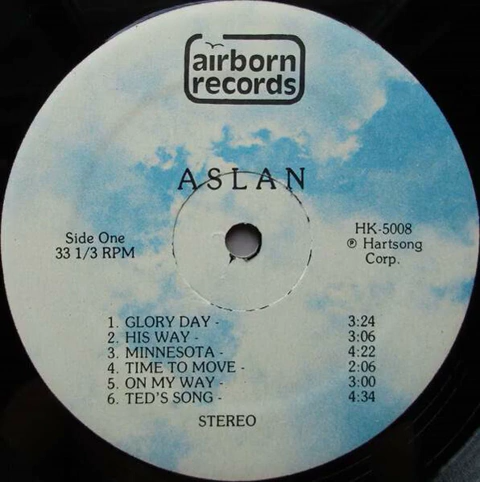 airborn
records
ASLAN
Side One
33 1/3 RPM
HK-5008
℗ Hartsong
Corp.
1. GLORY DAY - 3:24
2. HIS WAY - 3:06
3. MINNESOTA - 4:22
4. TIME TO MOVE - 2:06
5. ON MY WAY - 3:00
6. TED'S SONG - 4:34
STEREO